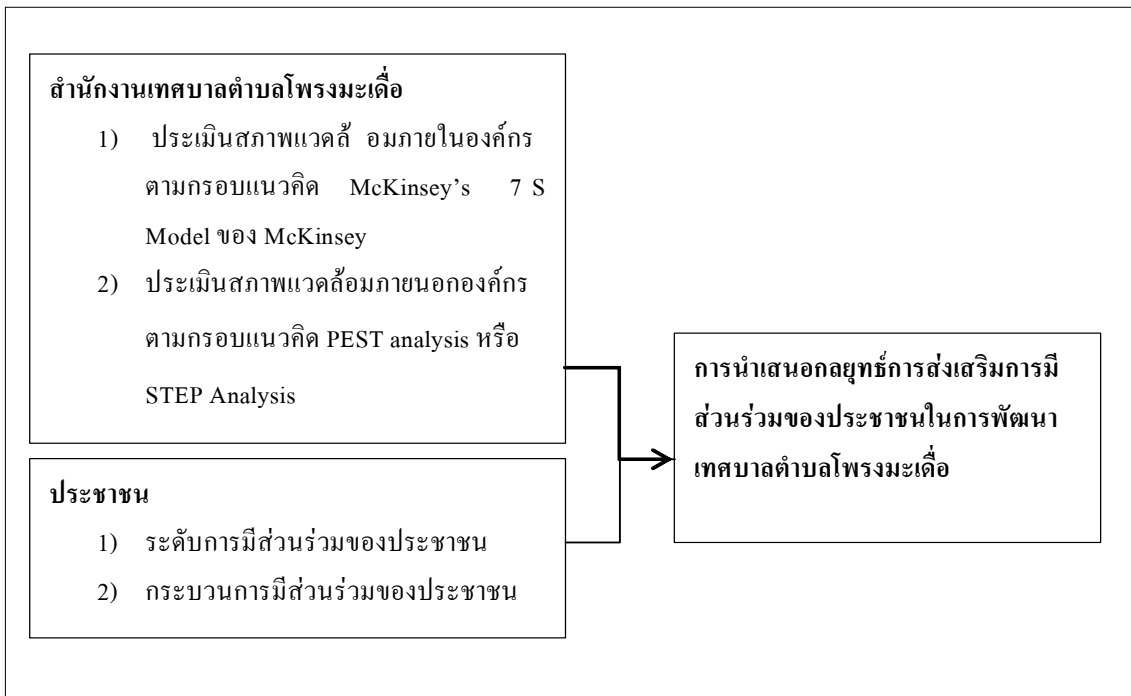 สำนักงานเทศบาลตำบลโพรงมะเดื่อ
1) ประเมินสภาพแวดล้ อมภายในองค์กร
ตามกรอบแนวคิด McKinsey's 7 S
Model ของ McKinsey
2) ประเมินสภาพแวดล้อมภายนอกองค์กร
ตามกรอบแนวคิด PEST analysis หรือ
STEP Analysis
ประชาชน
1) ระดับการมีส่วนร่วมของประชาชน
2) กระบวนการมีส่วนร่วมของประชาชน
การนำเสนอกลยุทธ์การส่งเสริมการมี
ส่วนร่วมของประชาชนในการพัฒนา
เทศบาลตำบลโพรงมะเดื่อ